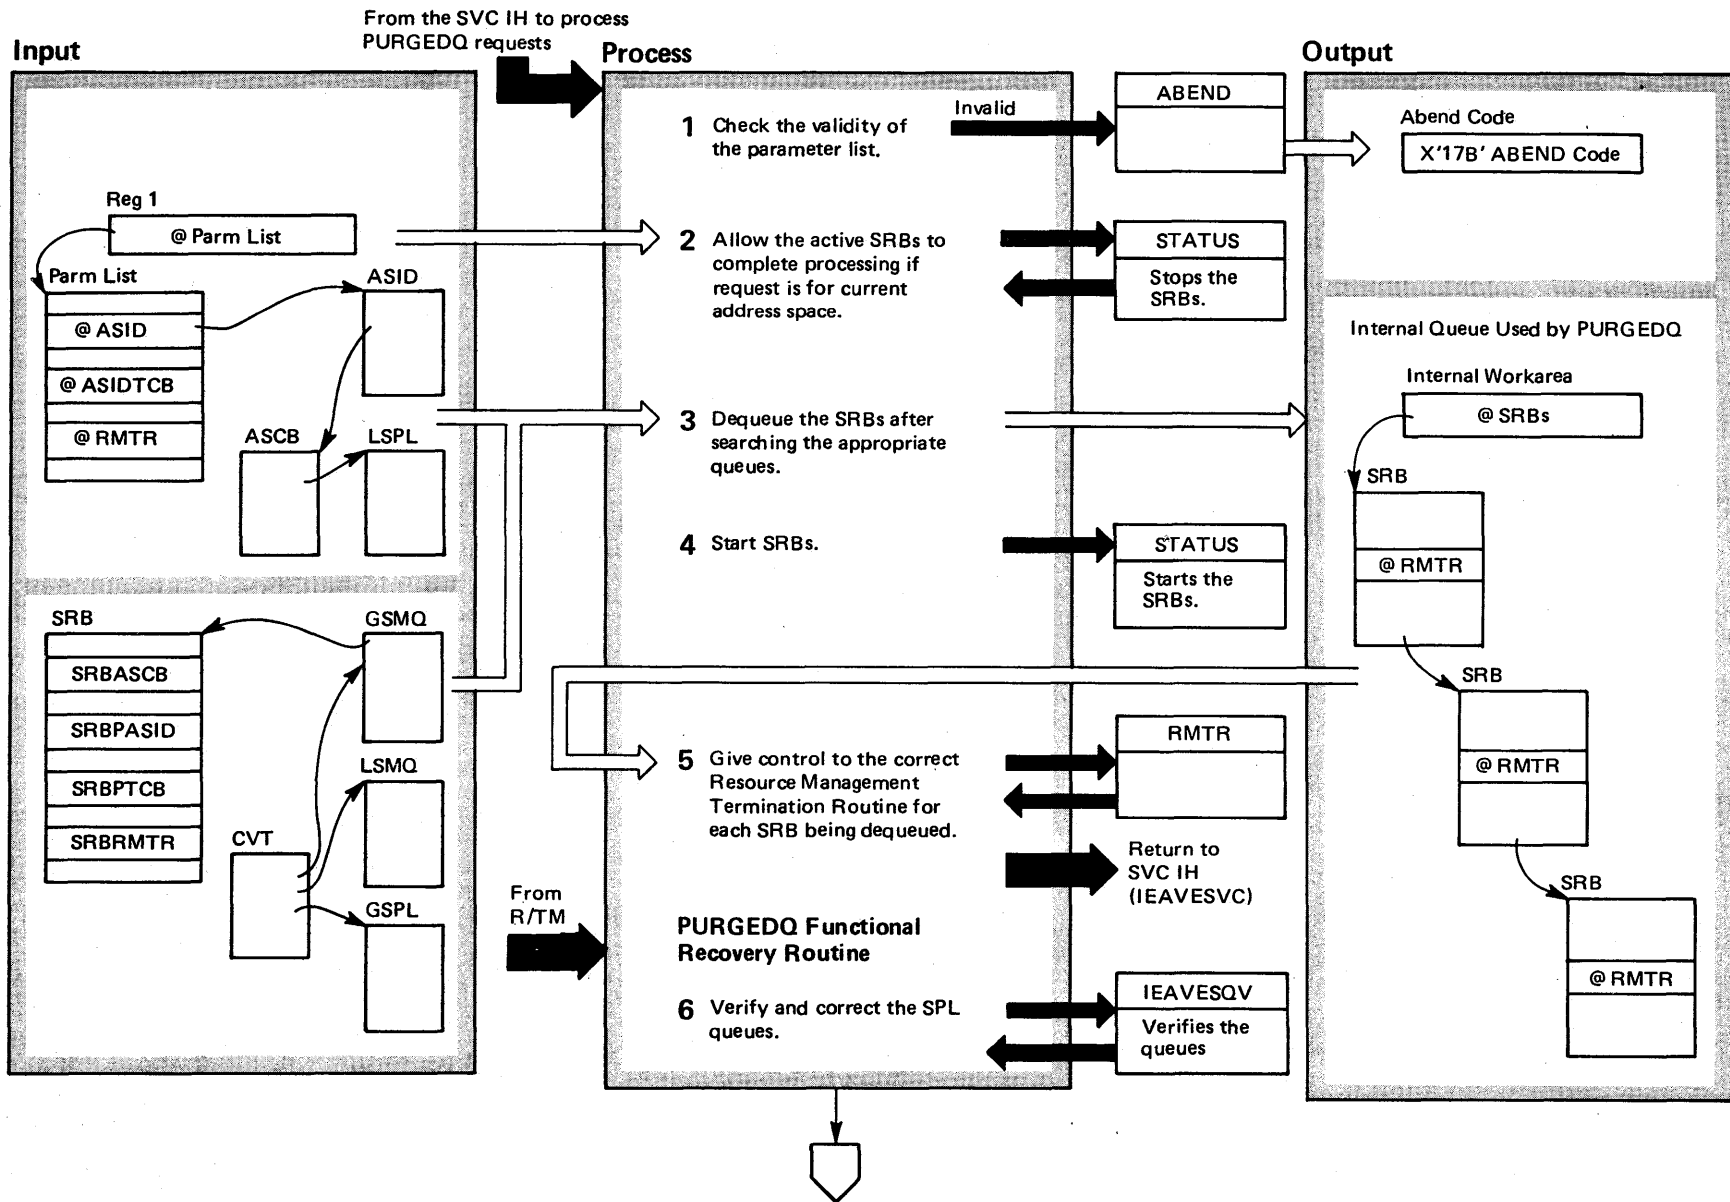 From the SVC IH to process
PURGEDQ requests
Input
Process
Output
Reg 1
@ Parm List
Parm List
@ ASID
@ ASIDTCB
@ RMTR
ASID
ASCB
LSPL
SRB
SRBASCB
SRBPASID
SRBPTCB
SRBRMTR
GSMQ
LSMQ
CVT
GSPL
1 Check the validity of
the parameter list.
Invalid
ABEND
2 Allow the active SRBs to
complete processing if
request is for current
address space.
STATUS
Stops the
SRBs.
3 Dequeue the SRBs after
searching the appropriate
queues.
4 Start SRBs.
STATUS
Starts the
SRBs.
5 Give control to the correct
Resource Management
Termination Routine for
each SRB being dequeued.
RMTR
Return to
SVC IH
(IEAVESVC)
From
R/TM
PURGEDQ Functional
Recovery Routine
6 Verify and correct the SPL
queues.
IEAVESQV
Verifies the
queues
Abend Code
X'17B' ABEND Code
Internal Queue Used by PURGEDQ
Internal Workarea
@ SRBs
SRB
@ RMTR
SRB
@ RMTR
SRB
@ RMTR